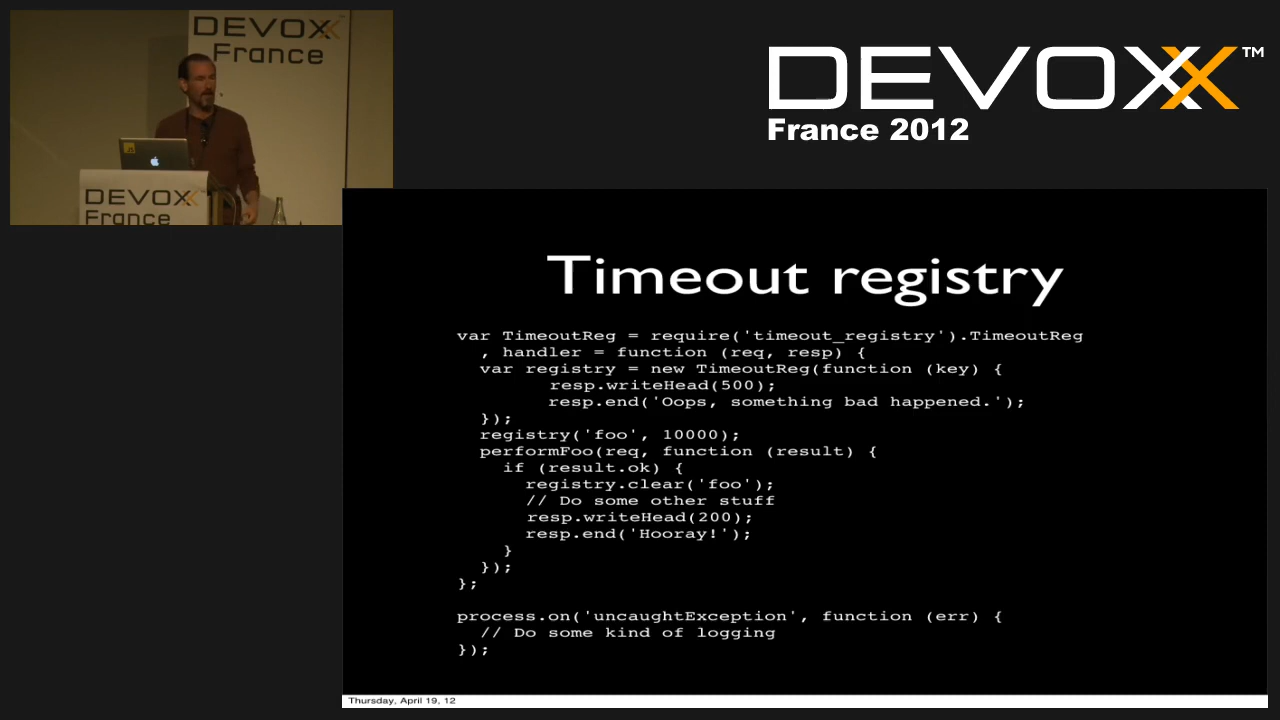 DEVOXX
France
JS
DEVOXX
France
DEVOXX™
France 2012
Timeout registry
var TimeoutReg = require('timeout_registry').TimeoutReg
  , handler = function (req, resp) {
  var registry = new TimeoutReg(function (key) {
        resp.writeHead(500);
        resp.end('Oops, something bad happened.');
  });
  registry('foo', 10000);
  performFoo(req, function (result) {
    if (result.ok) {
      registry.clear('foo');
      // Do some other stuff
      resp.writeHead(200);
      resp.end('Hooray!');
    }
  });
};
process.on('uncaughtException', function (err) {
  // Do some kind of logging
});
Thursday, April 19, 12